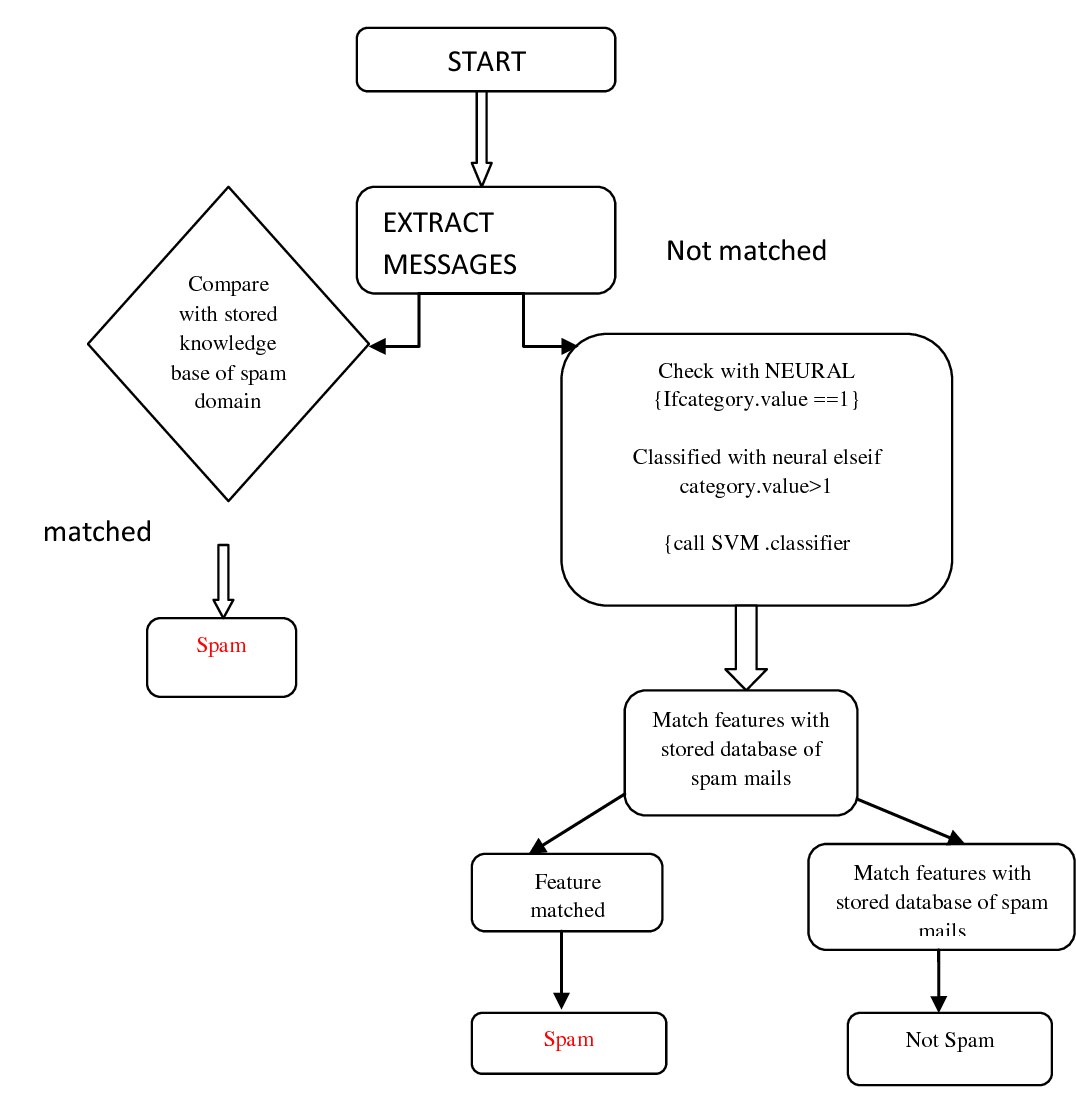 START
EXTRACT
MESSAGES
Not matched
Compare
with stored
knowledge
base of spam
domain
Check with NEURAL
{Ifcategory.value ==1}
Classified with neural elseif
category.value>1
{call SVM .classifier
matched
Spam
Match features with
stored database of
spam mails
Feature
matched
Match features with
stored database of spam
mails
Spam
Not Spam